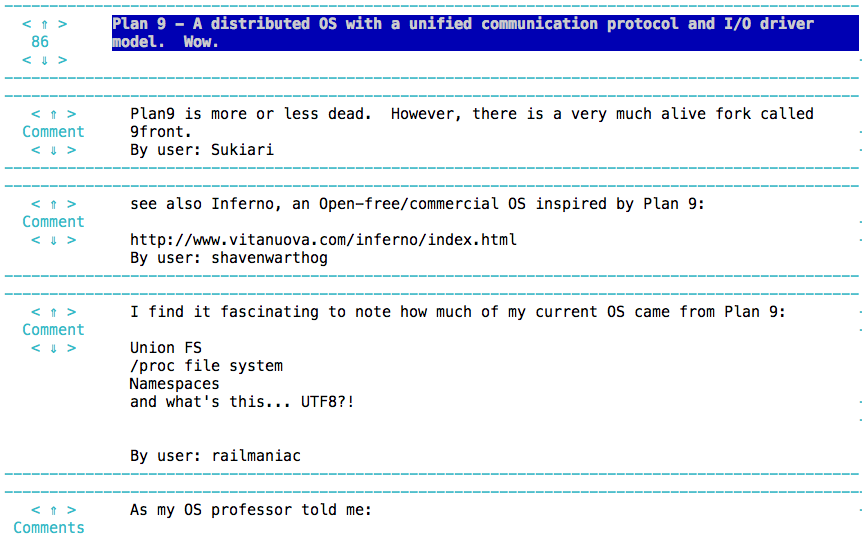 < ⇑ > Plan 9 - A distributed OS with a unified communication protocol and I/O driver
86 model. Wow.
< ⇓ >
< ⇑ > Plan9 is more or less dead. However, there is a very much alive fork called
Comment 9front.
< ⇓ > By user: Sukiari
< ⇑ > see also Inferno, an Open-free/commercial OS inspired by Plan 9:
Comment
< ⇓ > http://www.vitanuova.com/inferno/index.html
By user: shavenwarthog
< ⇑ > I find it fascinating to note how much of my current OS came from Plan 9:
Comment
< ⇓ > Union FS
/proc file system
Namespaces
and what's this... UTF8?!
By user: railmaniac
< ⇑ > As my OS professor told me:
Comments